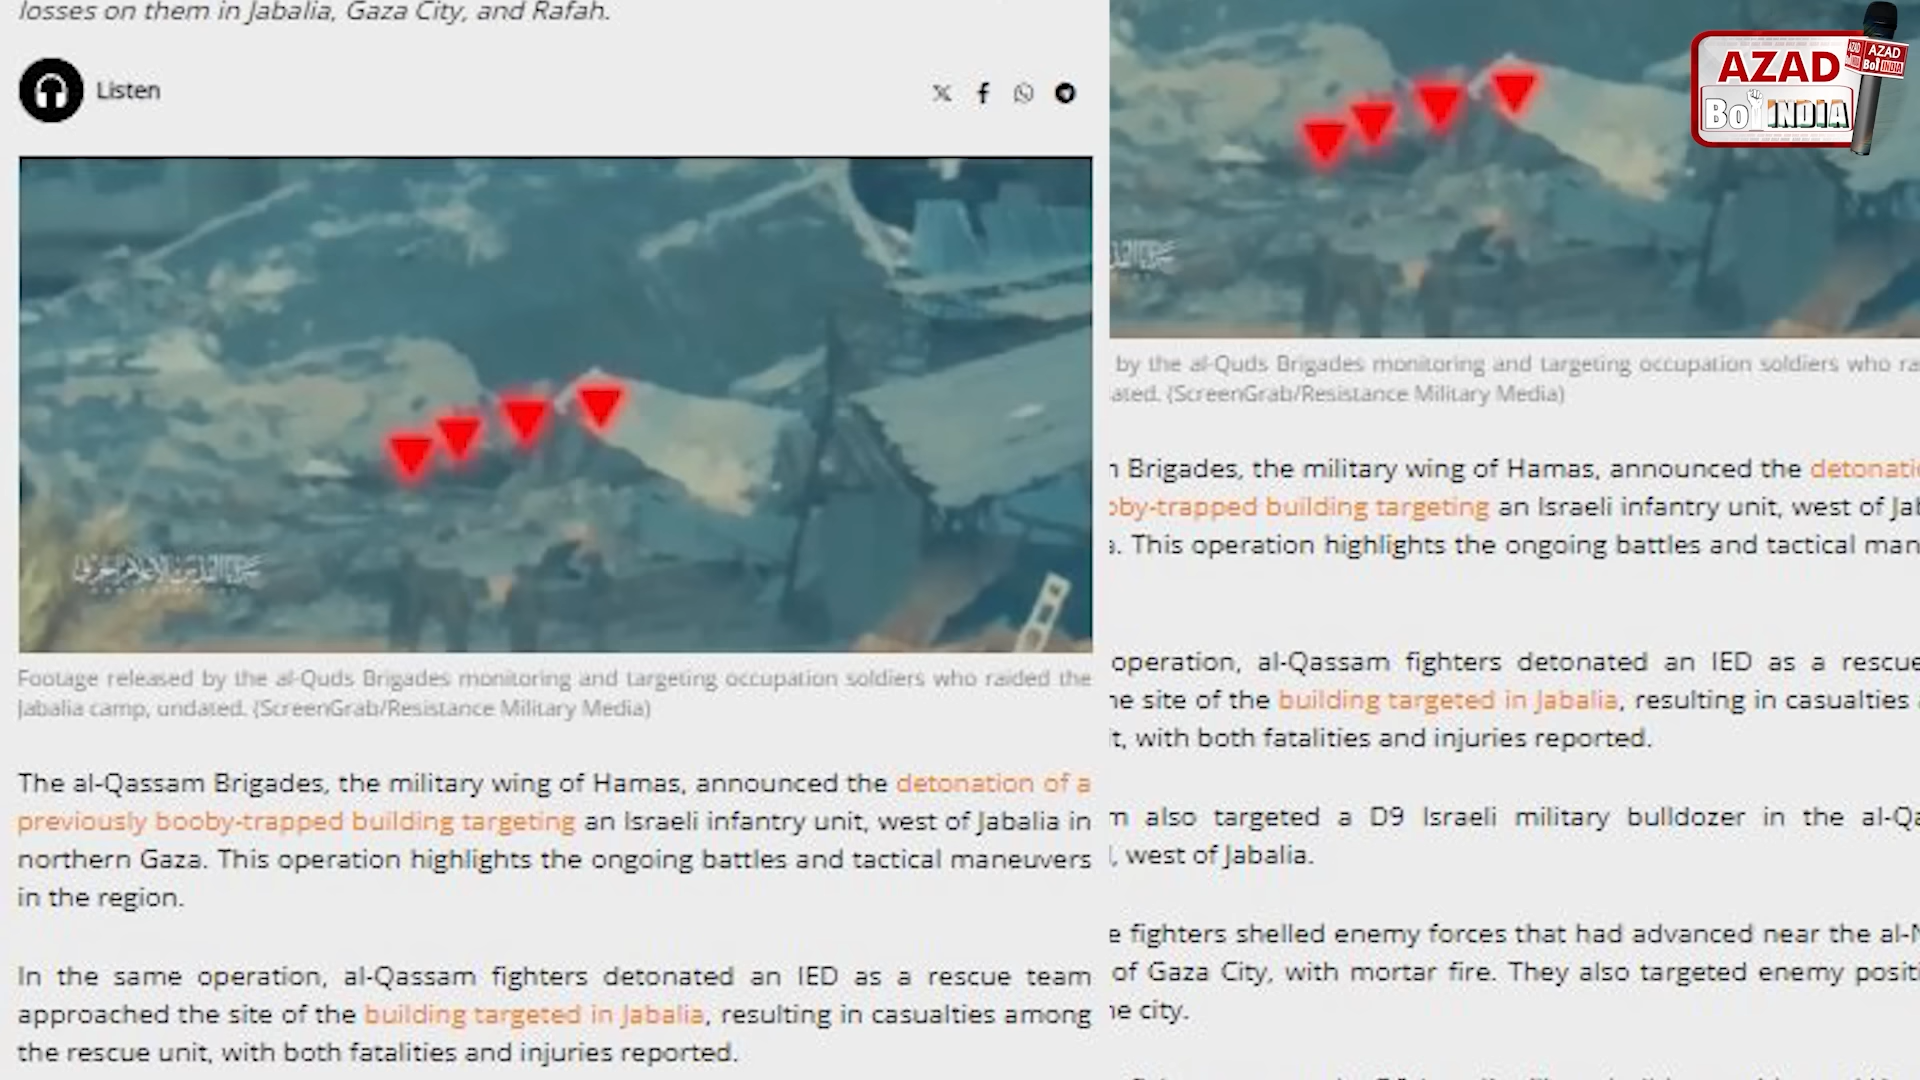 losses on them in Jabalia, Gaza City, and Rafah.
Listen
Footage released by the al-Quds Brigades monitoring and targeting occupation soldiers who raided the
Jabalia camp, undated. (ScreenGrab/Resistance Military Media)
The al-Qassam Brigades, the military wing of Hamas, announced the detonation of a
previously booby-trapped building targeting an Israeli infantry unit, west of Jabalia in
northern Gaza. This operation highlights the ongoing battles and tactical maneuvers
in the region.
In the same operation, al-Qassam fighters detonated an IED as a rescue team
approached the site of the building targeted in Jabalia, resulting in casualties among
the rescue unit, with both fatalities and injuries reported.
AZAD
Bol INDIA
AZAD
Bol INDIA
by the al-Quds Brigades monitoring and targeting occupation soldiers who ra
ated. (ScreenGrab/Resistance Military Media)
Brigades, the military wing of Hamas, announced the detonati
oby-trapped building targeting an Israeli infantry unit, west of Jab
. This operation highlights the ongoing battles and tactical man
operation, al-Qassam fighters detonated an IED as a rescue
he site of the building targeted in Jabalia, resulting in casualties
t, with both fatalities and injuries reported.
m also targeted a D9 Israeli military bulldozer in the al-Qa
, west of Jabalia.
e fighters shelled enemy forces that had advanced near the al-N
of Gaza City, with mortar fire. They also targeted enemy positi
he city.